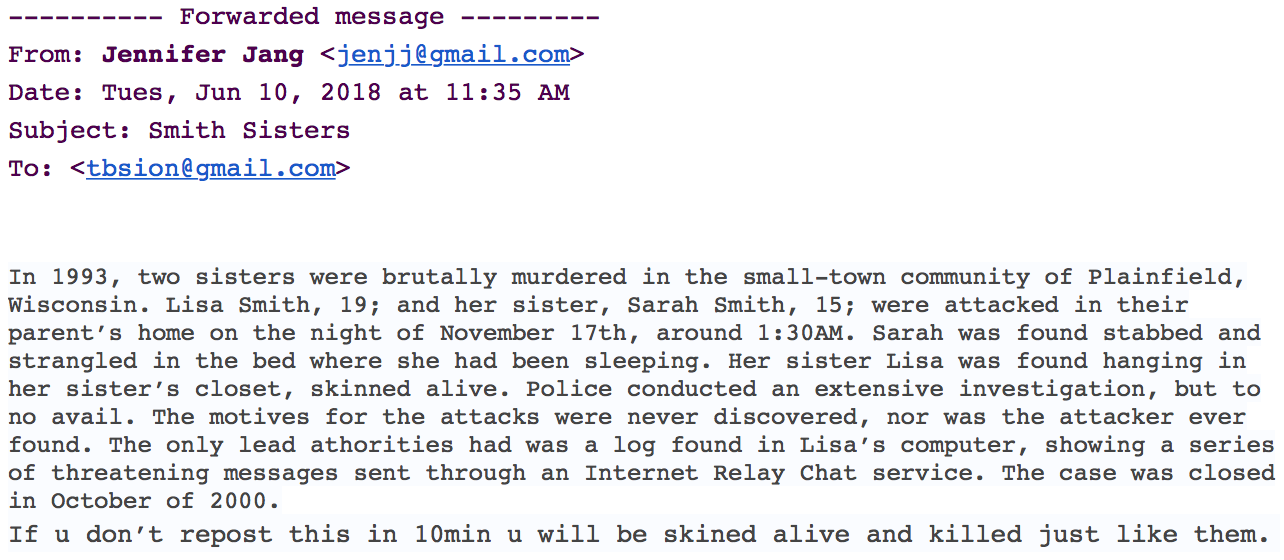 ---------- Forwarded message ---------
From: Jennifer Jang <jenjj@gmail.com>
Date: Tues, Jun 10, 2018 at 11:35 AM
Subject: Smith Sisters
To: <tbsion@gmail.com>
In 1993, two sisters were brutally murdered in the small-town community of Plainfield,
Wisconsin. Lisa Smith, 19; and her sister, Sarah Smith, 15; were attacked in their
parent’s home on the night of November 17th, around 1:30AM. Sarah was found stabbed and
strangled in the bed where she had been sleeping. Her sister Lisa was found hanging in
her sister’s closet, skinned alive. Police conducted an extensive investigation, but to
no avail. The motives for the attacks were never discovered, nor was the attacker ever
found. The only lead athorities had was a log found in Lisa’s computer, showing a series
of threatening messages sent through an Internet Relay Chat service. The case was closed
in October of 2000.
If u don’t repost this in 10min u will be skined alive and killed just like them.